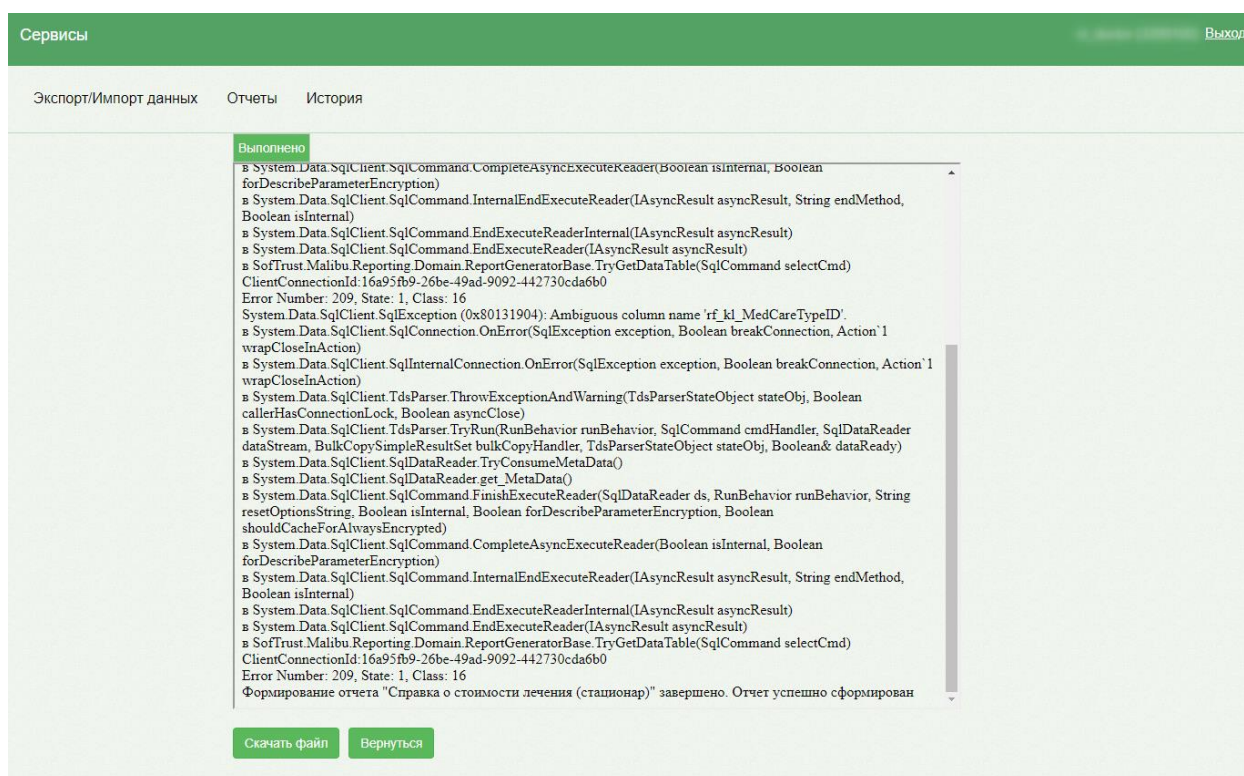 Сервисы
Выход
Экспорт/Импорт данных Отчеты История
Выполнено
в System.Data.SqlClient.SqlCommand.CompleteAsyncExecuteReader(Boolean isInternal, Boolean
forDescribeParameterEncryption)
в System.Data.SqlClient.SqlCommand.InternalEndExecuteReader(IAsyncResult asyncResult, String endMethod,
Boolean isInternal)
в System.Data.SqlClient.SqlCommand.EndExecuteReaderInternal(IAsyncResult asyncResult)
в System.Data.SqlClient.SqlCommand.EndExecuteReader(IAsyncResult asyncResult)
в SofTrust.Malibu.Reporting.Domain.ReportGeneratorBase.TryGetDataTable(SqlCommand selectCmd)
ClientConnectionId:16a95fb9-26be-49ad-9092-442730cda6b0
Error Number: 209, State: 1, Class: 16
System.Data.SqlClient.SqlException (0x80131904): Ambiguous column name 'rf_kl_MedCareTypeID'.
в System.Data.SqlClient.SqlConnection.OnError(SqlException exception, Boolean breakConnection, Action`1
wrapCloseInAction)
в System.Data.SqlClient.SqlInternalConnection.OnError(SqlException exception, Boolean breakConnection, Action`1
wrapCloseInAction)
в System.Data.SqlClient.TdsParser.ThrowExceptionAndWarning(TdsParserStateObject stateObj, Boolean
callerHasConnectionLock, Boolean asyncClose)
в System.Data.SqlClient.TdsParser.TryRun(RunBehavior runBehavior, SqlCommand cmdHandler, SqlDataReader
dataStream, BulkCopySimpleResultSet bulkCopyHandler, TdsParserStateObject stateObj, Boolean& dataReady)
в System.Data.SqlClient.SqlDataReader.TryConsumeMetaData()
в System.Data.SqlClient.SqlDataReader.get_MetaData()
в System.Data.SqlClient.SqlCommand.FinishExecuteReader(SqlDataReader ds, RunBehavior runBehavior, String
resetOptionsString, Boolean isInternal, Boolean forDescribeParameterEncryption, Boolean
shouldCacheForAlwaysEncrypted)
в System.Data.SqlClient.SqlCommand.CompleteAsyncExecuteReader(Boolean isInternal, Boolean
forDescribeParameterEncryption)
в System.Data.SqlClient.SqlCommand.InternalEndExecuteReader(IAsyncResult asyncResult, String endMethod,
Boolean isInternal)
в System.Data.SqlClient.SqlCommand.EndExecuteReaderInternal(IAsyncResult asyncResult)
в System.Data.SqlClient.SqlCommand.EndExecuteReader(IAsyncResult asyncResult)
в SofTrust.Malibu.Reporting.Domain.ReportGeneratorBase.TryGetDataTable(SqlCommand selectCmd)
ClientConnectionId:16a95fb9-26be-49ad-9092-442730cda6b0
Error Number: 209, State: 1, Class: 16
Формирование отчета "Справка о стоимости лечения (стационар)" завершено. Отчет успешно сформирован
Скачать файл Вернуться